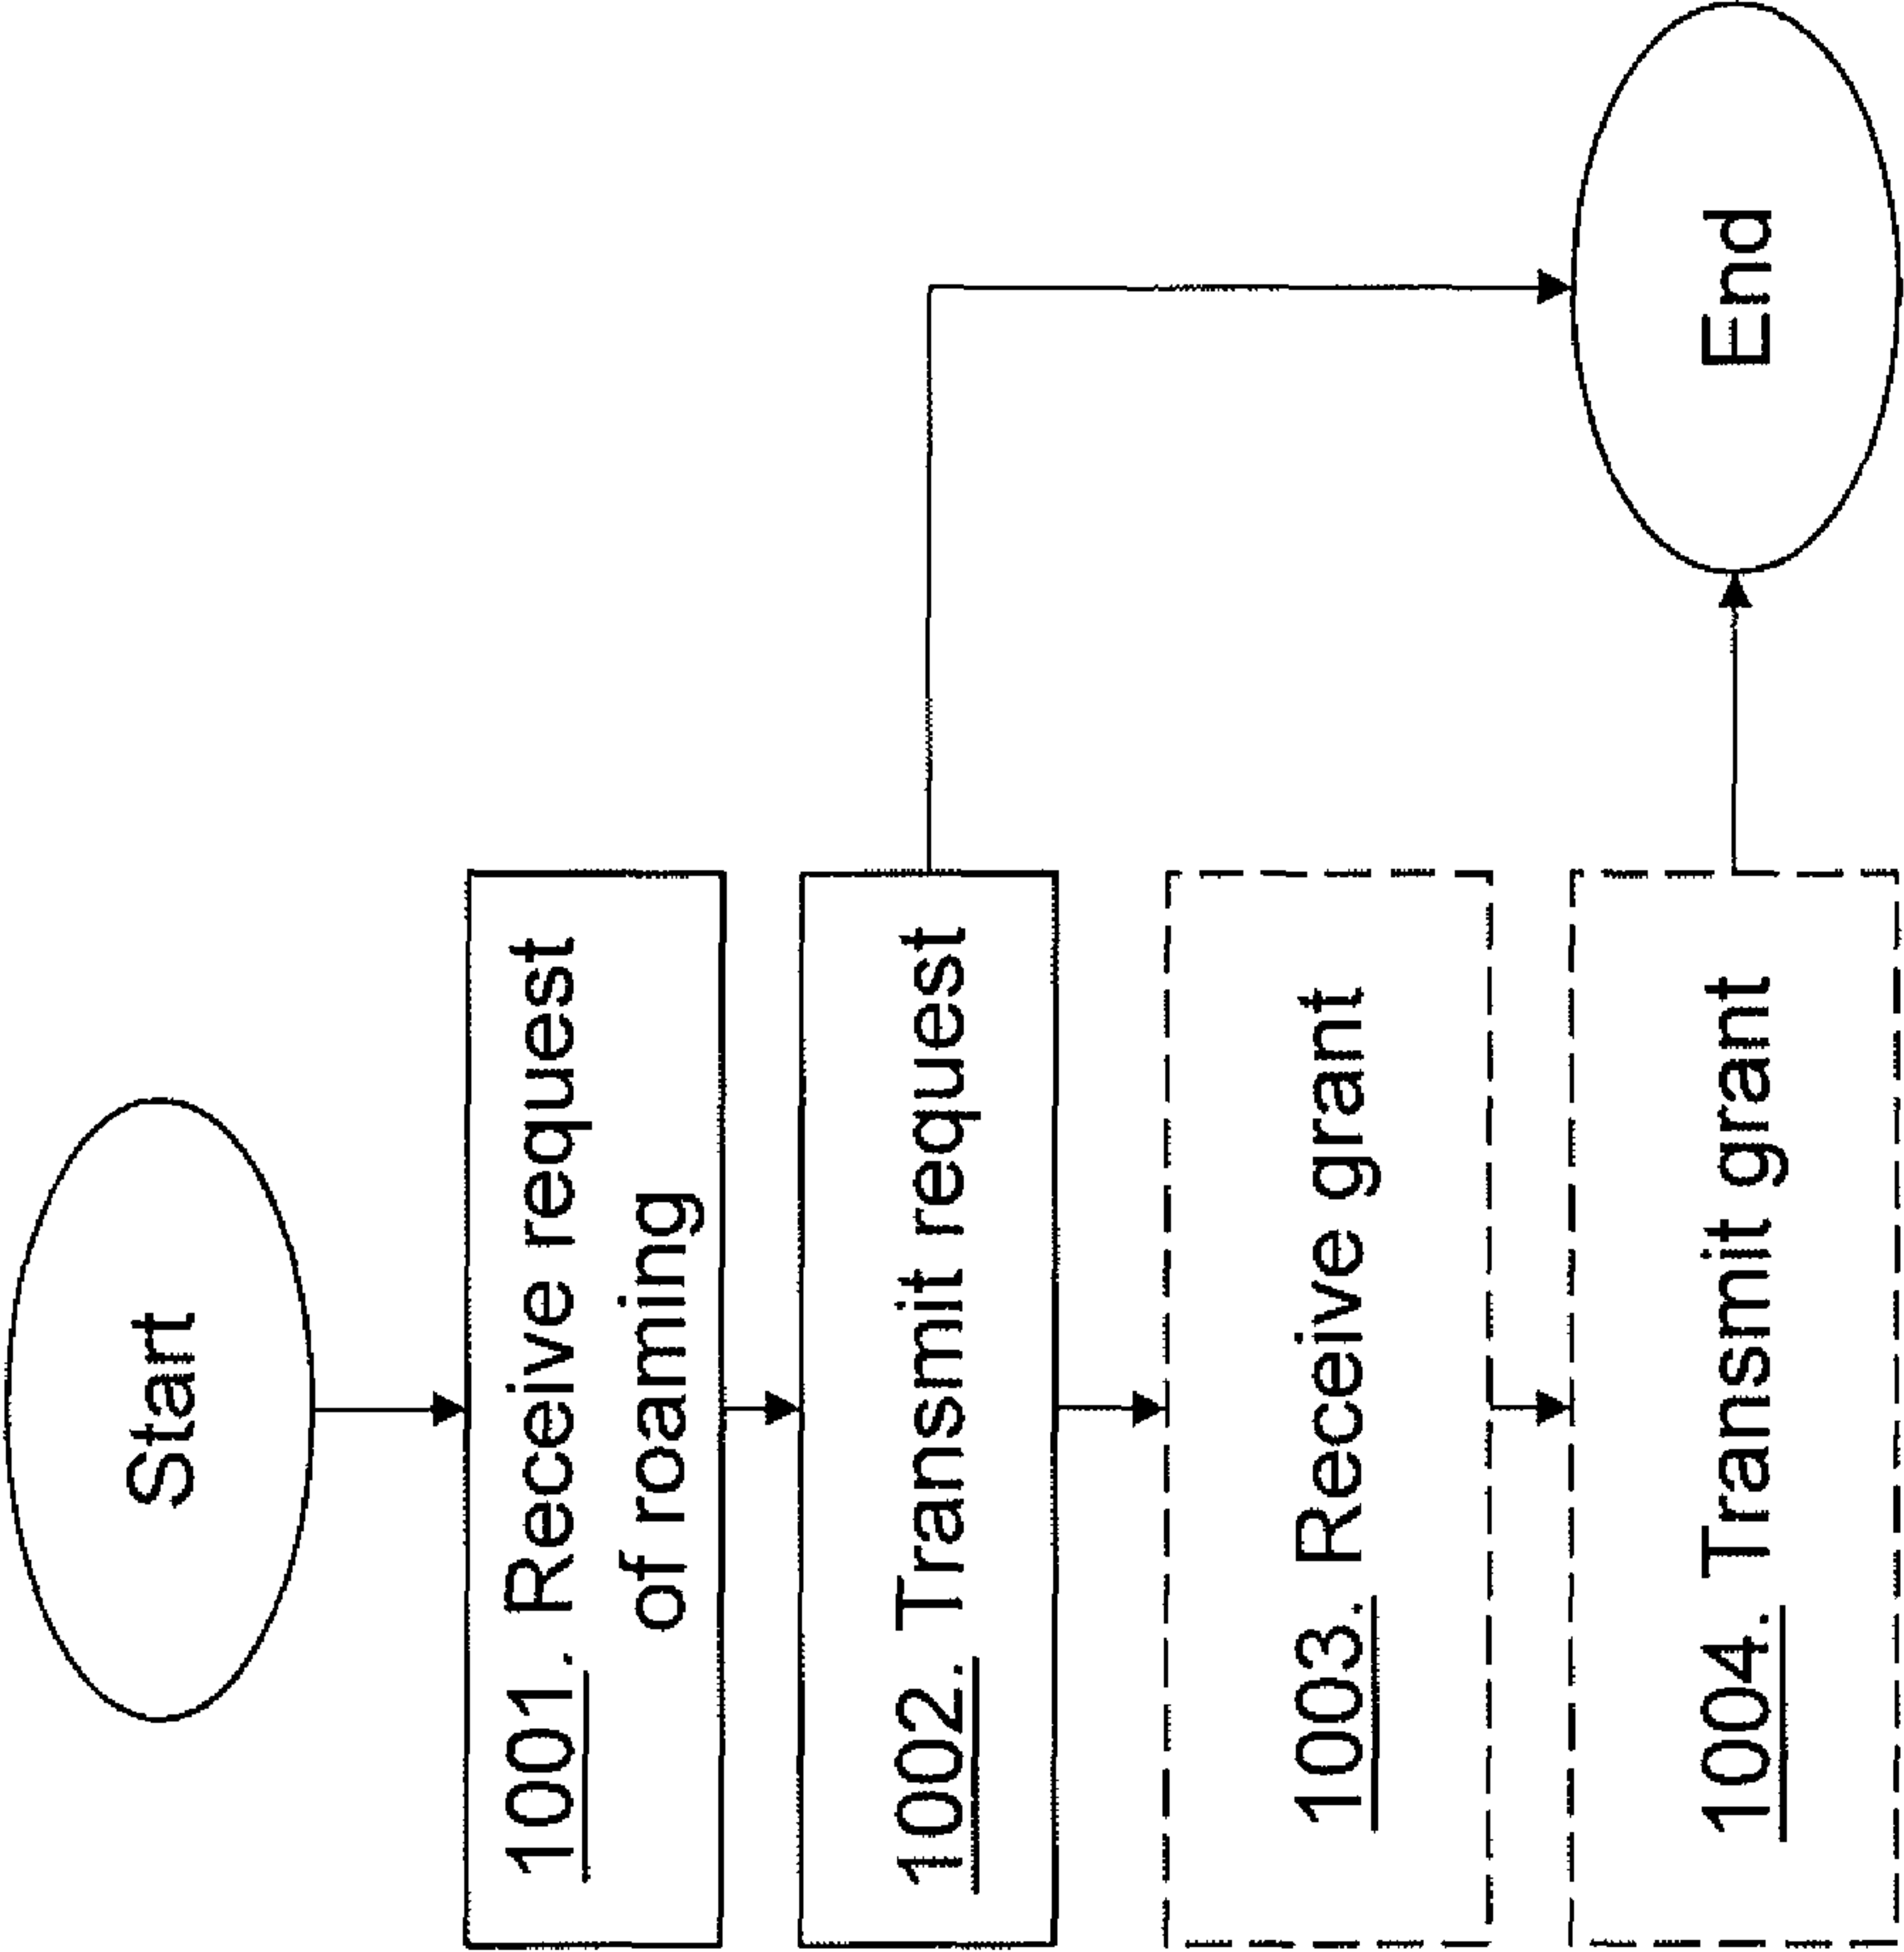 Start
1001. Receive request
of roaming
1002. Transmit request
1003. Receive grant
1004. Transmit grant
End